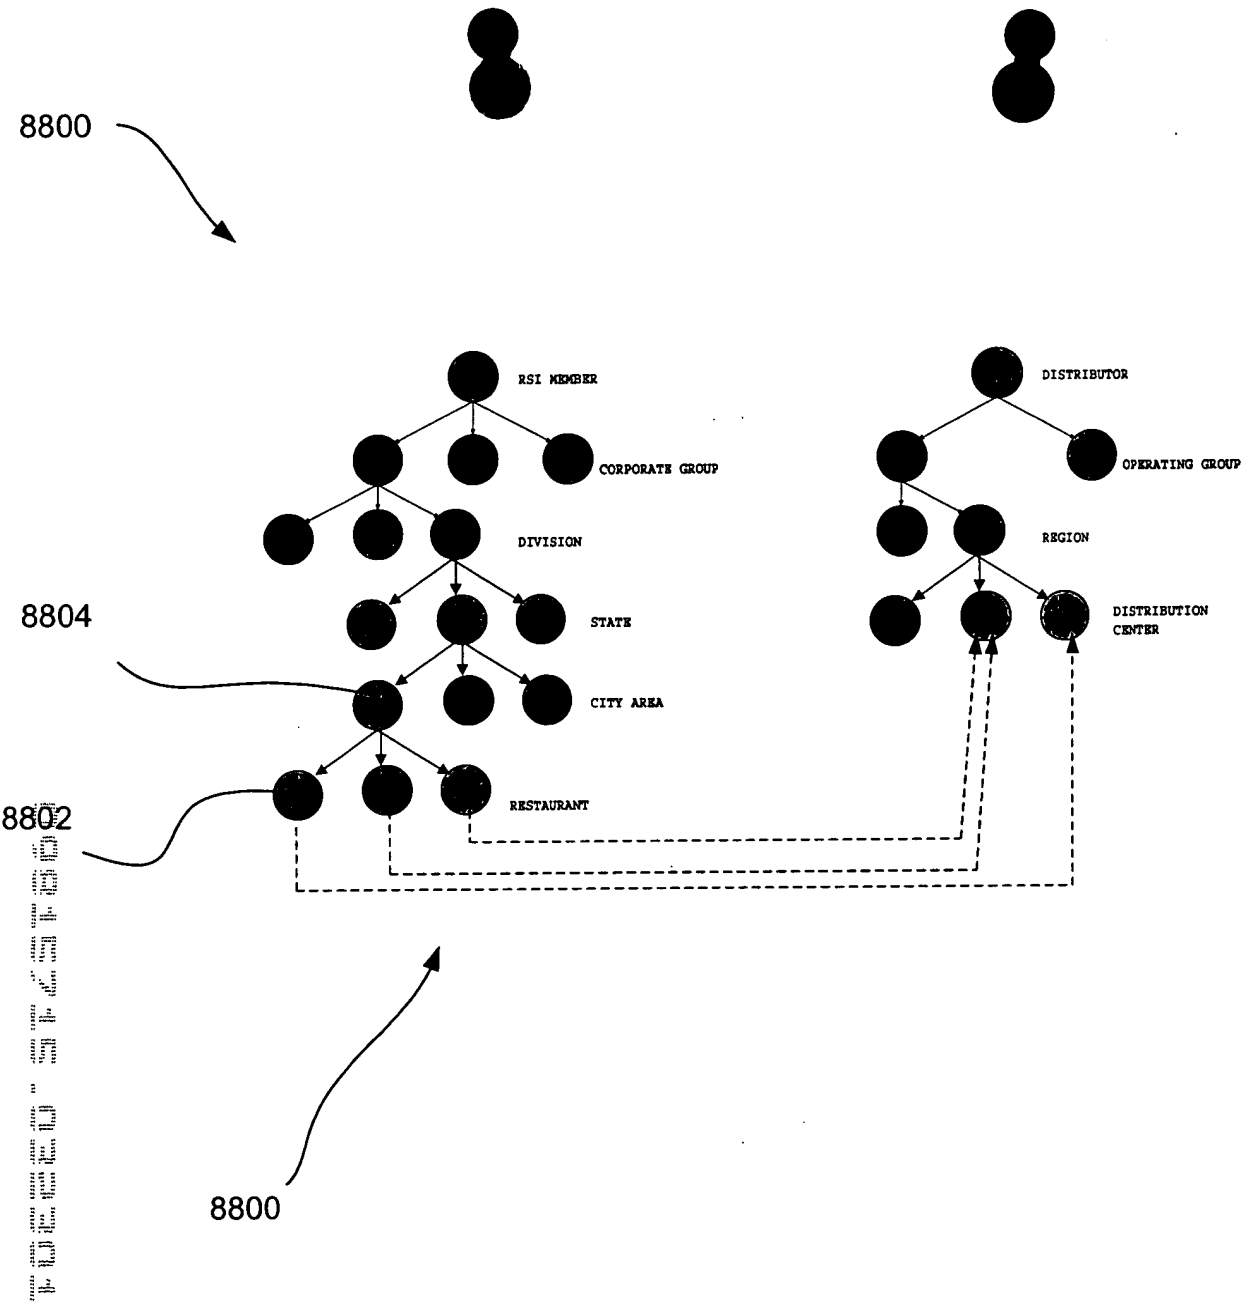 8800
RSI MEMBER
DISTRIBUTOR
CORPORATE GROUP
OPERATING GROUP
DIVISION
REGION
8804
STATE
DISTRIBUTION
CENTER
CITY AREA
8802
RESTAURANT
8800